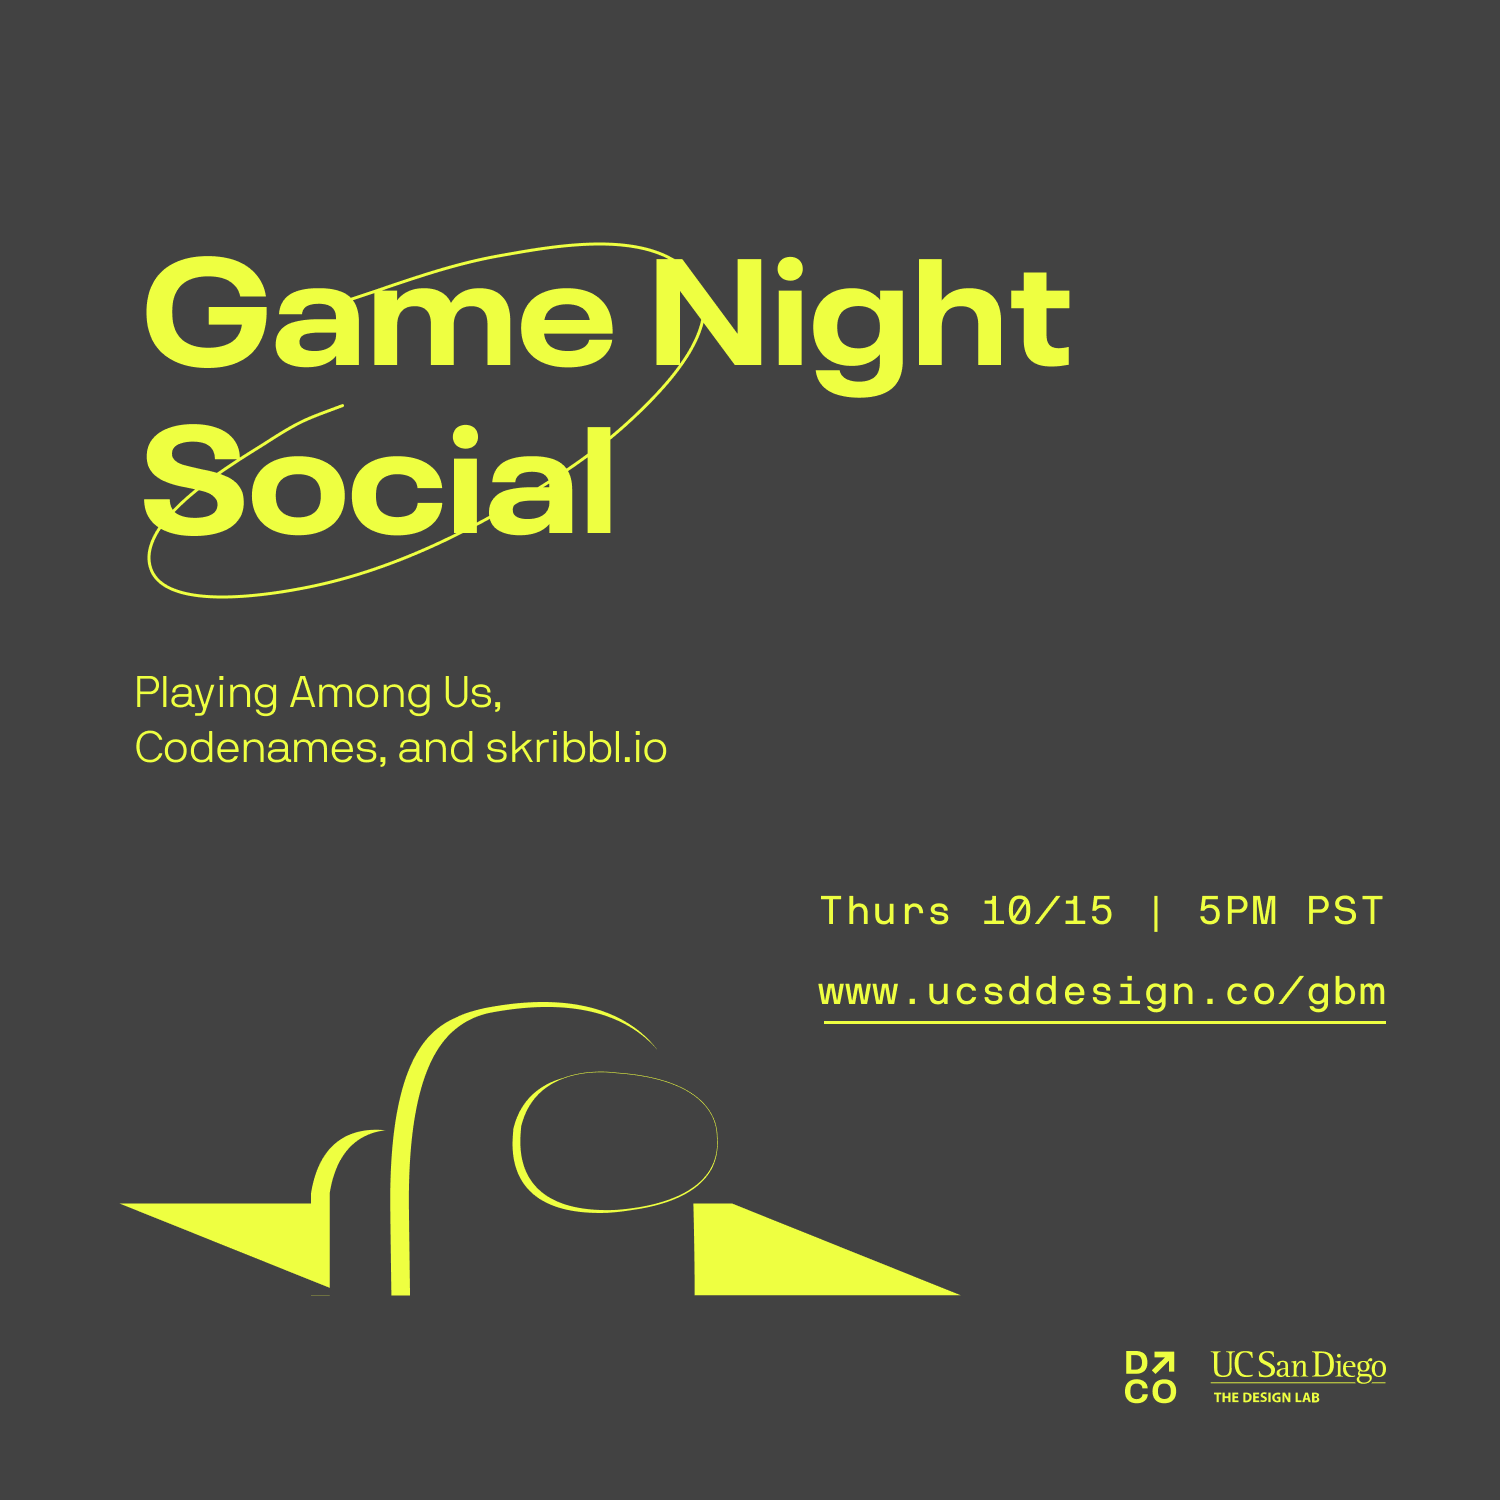 Game Night
Social
Playing Among Us,
Codenames, and skribbl.io
Thurs 10/15 | 5PM PST
www.ucsddesign.co/gbm
D↗
CO
UC San Diego
THE DESIGN LAB